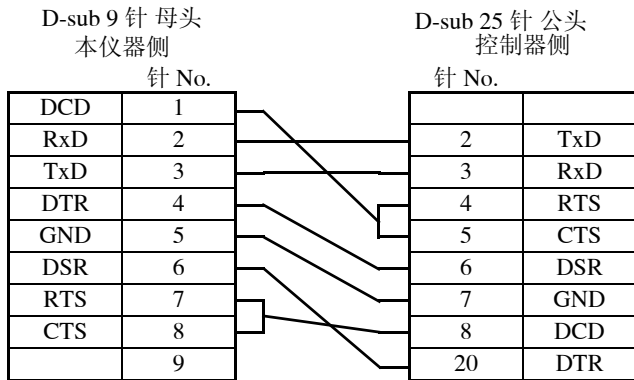 D-sub 9 针 母头
本仪器侧
针 No.
DCD 1
RxD 2
TxD 3
DTR 4
GND 5
DSR 6
RTS 7
CTS 8
9
D-sub 25 针 公头
控制器侧
针 No.
2 TxD
3 RxD
4 RTS
5 CTS
6 DSR
7 GND
8 DCD
20 DTR